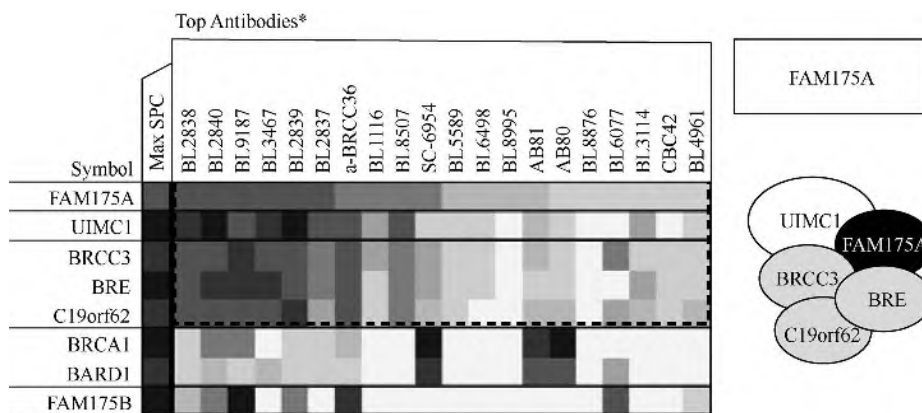 Top Antibodies*
Symbol
Max SPC
BL2838
BL2840
BL9187
BL3467
BL2839
BL2837
a-BRCC36
BL1116
BL8507
SC-6954
BL5589
BL6498
BL8995
AB81
AB80
BL8876
BL6077
BL3114
CBC42
BL4961
FAM175A
UIMC1
BRCC3
BRE
C19orf62
BRCA1
BARD1
FAM175B
FAM175A
UIMC1
FAM175A
BRCC3
BRE
C19orf62